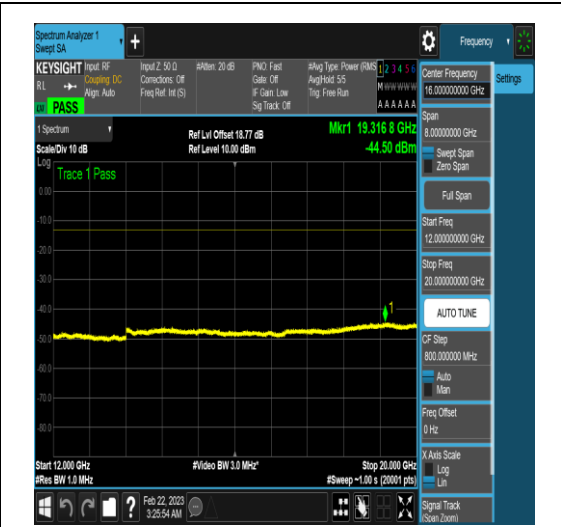 Spectrum Analyzer 1
Swept SA
Frequency
KEYSIGHT
RL
Input: RF
Coupling: DC
Align: Auto
Input Z: 50 Ω
Corrections: Off
Freq Ref: Int (S)
#Atten: 20 dB
PNO: Fast
Gate: Off
IF Gain: Low
Sig Track: Off
#Avg Type: Power (RMS
Avg|Hold: 5/5
Trig: Free Run
1 2 3 4 5 6
M w w w w w
A A A A A A
PASS
Center Frequency
16.000000000 GHz
Settings
Span
8.00000000 GHz
Swept Span
Zero Span
Full Span
Start Freq
12.000000000 GHz
Stop Freq
20.000000000 GHz
AUTO TUNE
CF Step
800.000000 MHz
Auto
Man
Freq Offset
0 Hz
X Axis Scale
Log
Lin
Signal Track
(Span Zoom)
1 Spectrum
Scale/Div 10 dB
Ref Lvl Offset 18.77 dB
Ref Level 10.00 dBm
Mkr1 19.316 8 GHz
-44.50 dBm
Log
Trace 1 Pass
0.00
-10.0
-20.0
-30.0
-40.0
-50.0
-60.0
-70.0
-80.0
1
Start 12.000 GHz
#Res BW 1.0 MHz
#Video BW 3.0 MHz*
Stop 20.000 GHz
#Sweep ~1.00 s (20001 pts)
Feb 22, 2023
3:25:54 AM